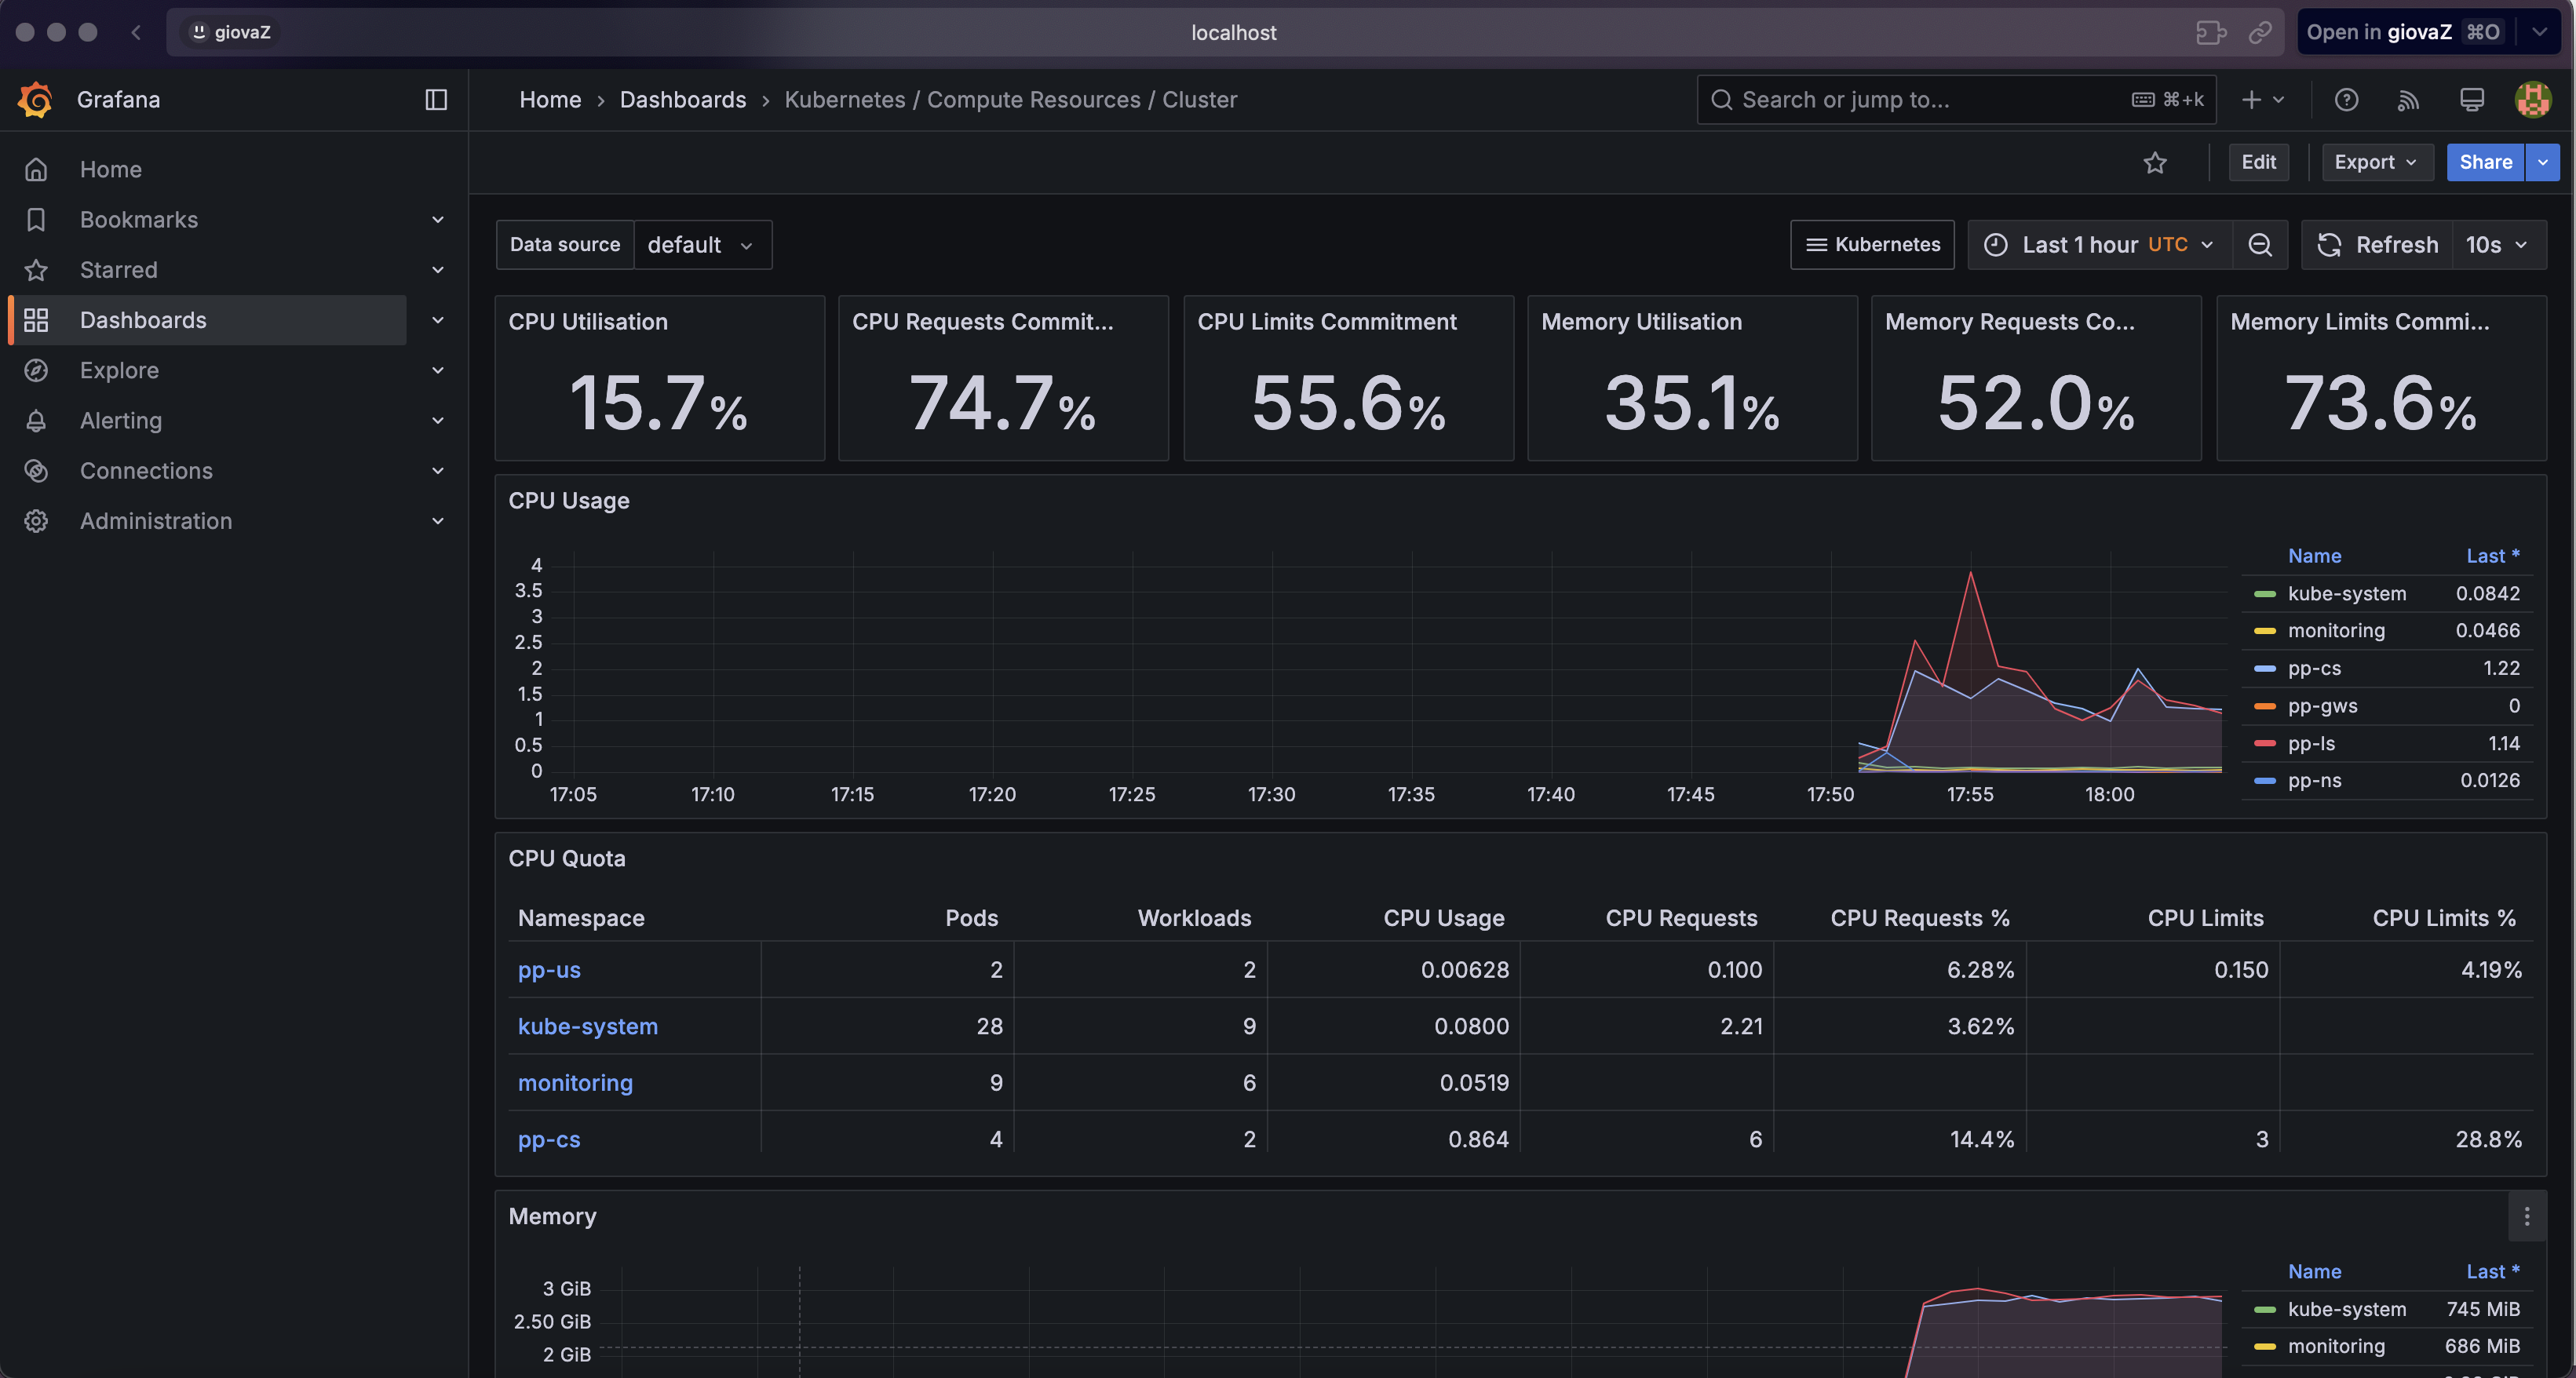 giovaZ
localhost
Open in giovaZ ⌘O
Grafana
Home › Dashboards › Kubernetes / Compute Resources / Cluster
Search or jump to... ⌘+k
Home
Bookmarks
Starred
Dashboards
Explore
Alerting
Connections
Administration
Edit Export Share
Data source default
Kubernetes Last 1 hour UTC Refresh 10s
CPU Utilisation
15.7%
CPU Requests Commit...
74.7%
CPU Limits Commitment
55.6%
Memory Utilisation
35.1%
Memory Requests Co...
52.0%
Memory Limits Commi...
73.6%
CPU Usage
4
3.5
3
2.5
2
1.5
1
0.5
0
17:05 17:10 17:15 17:20 17:25 17:30 17:35 17:40 17:45 17:50 17:55 18:00
Name Last *
kube-system 0.0842
monitoring 0.0466
pp-cs 1.22
pp-gws 0
pp-ls 1.14
pp-ns 0.0126
CPU Quota
Namespace Pods Workloads CPU Usage CPU Requests CPU Requests % CPU Limits CPU Limits %
pp-us 2 2 0.00628 0.100 6.28% 0.150 4.19%
kube-system 28 9 0.0800 2.21 3.62%
monitoring 9 6 0.0519
pp-cs 4 2 0.864 6 14.4% 3 28.8%
Memory
3 GiB
2.50 GiB
2 GiB
Name Last *
kube-system 745 MiB
monitoring 686 MiB